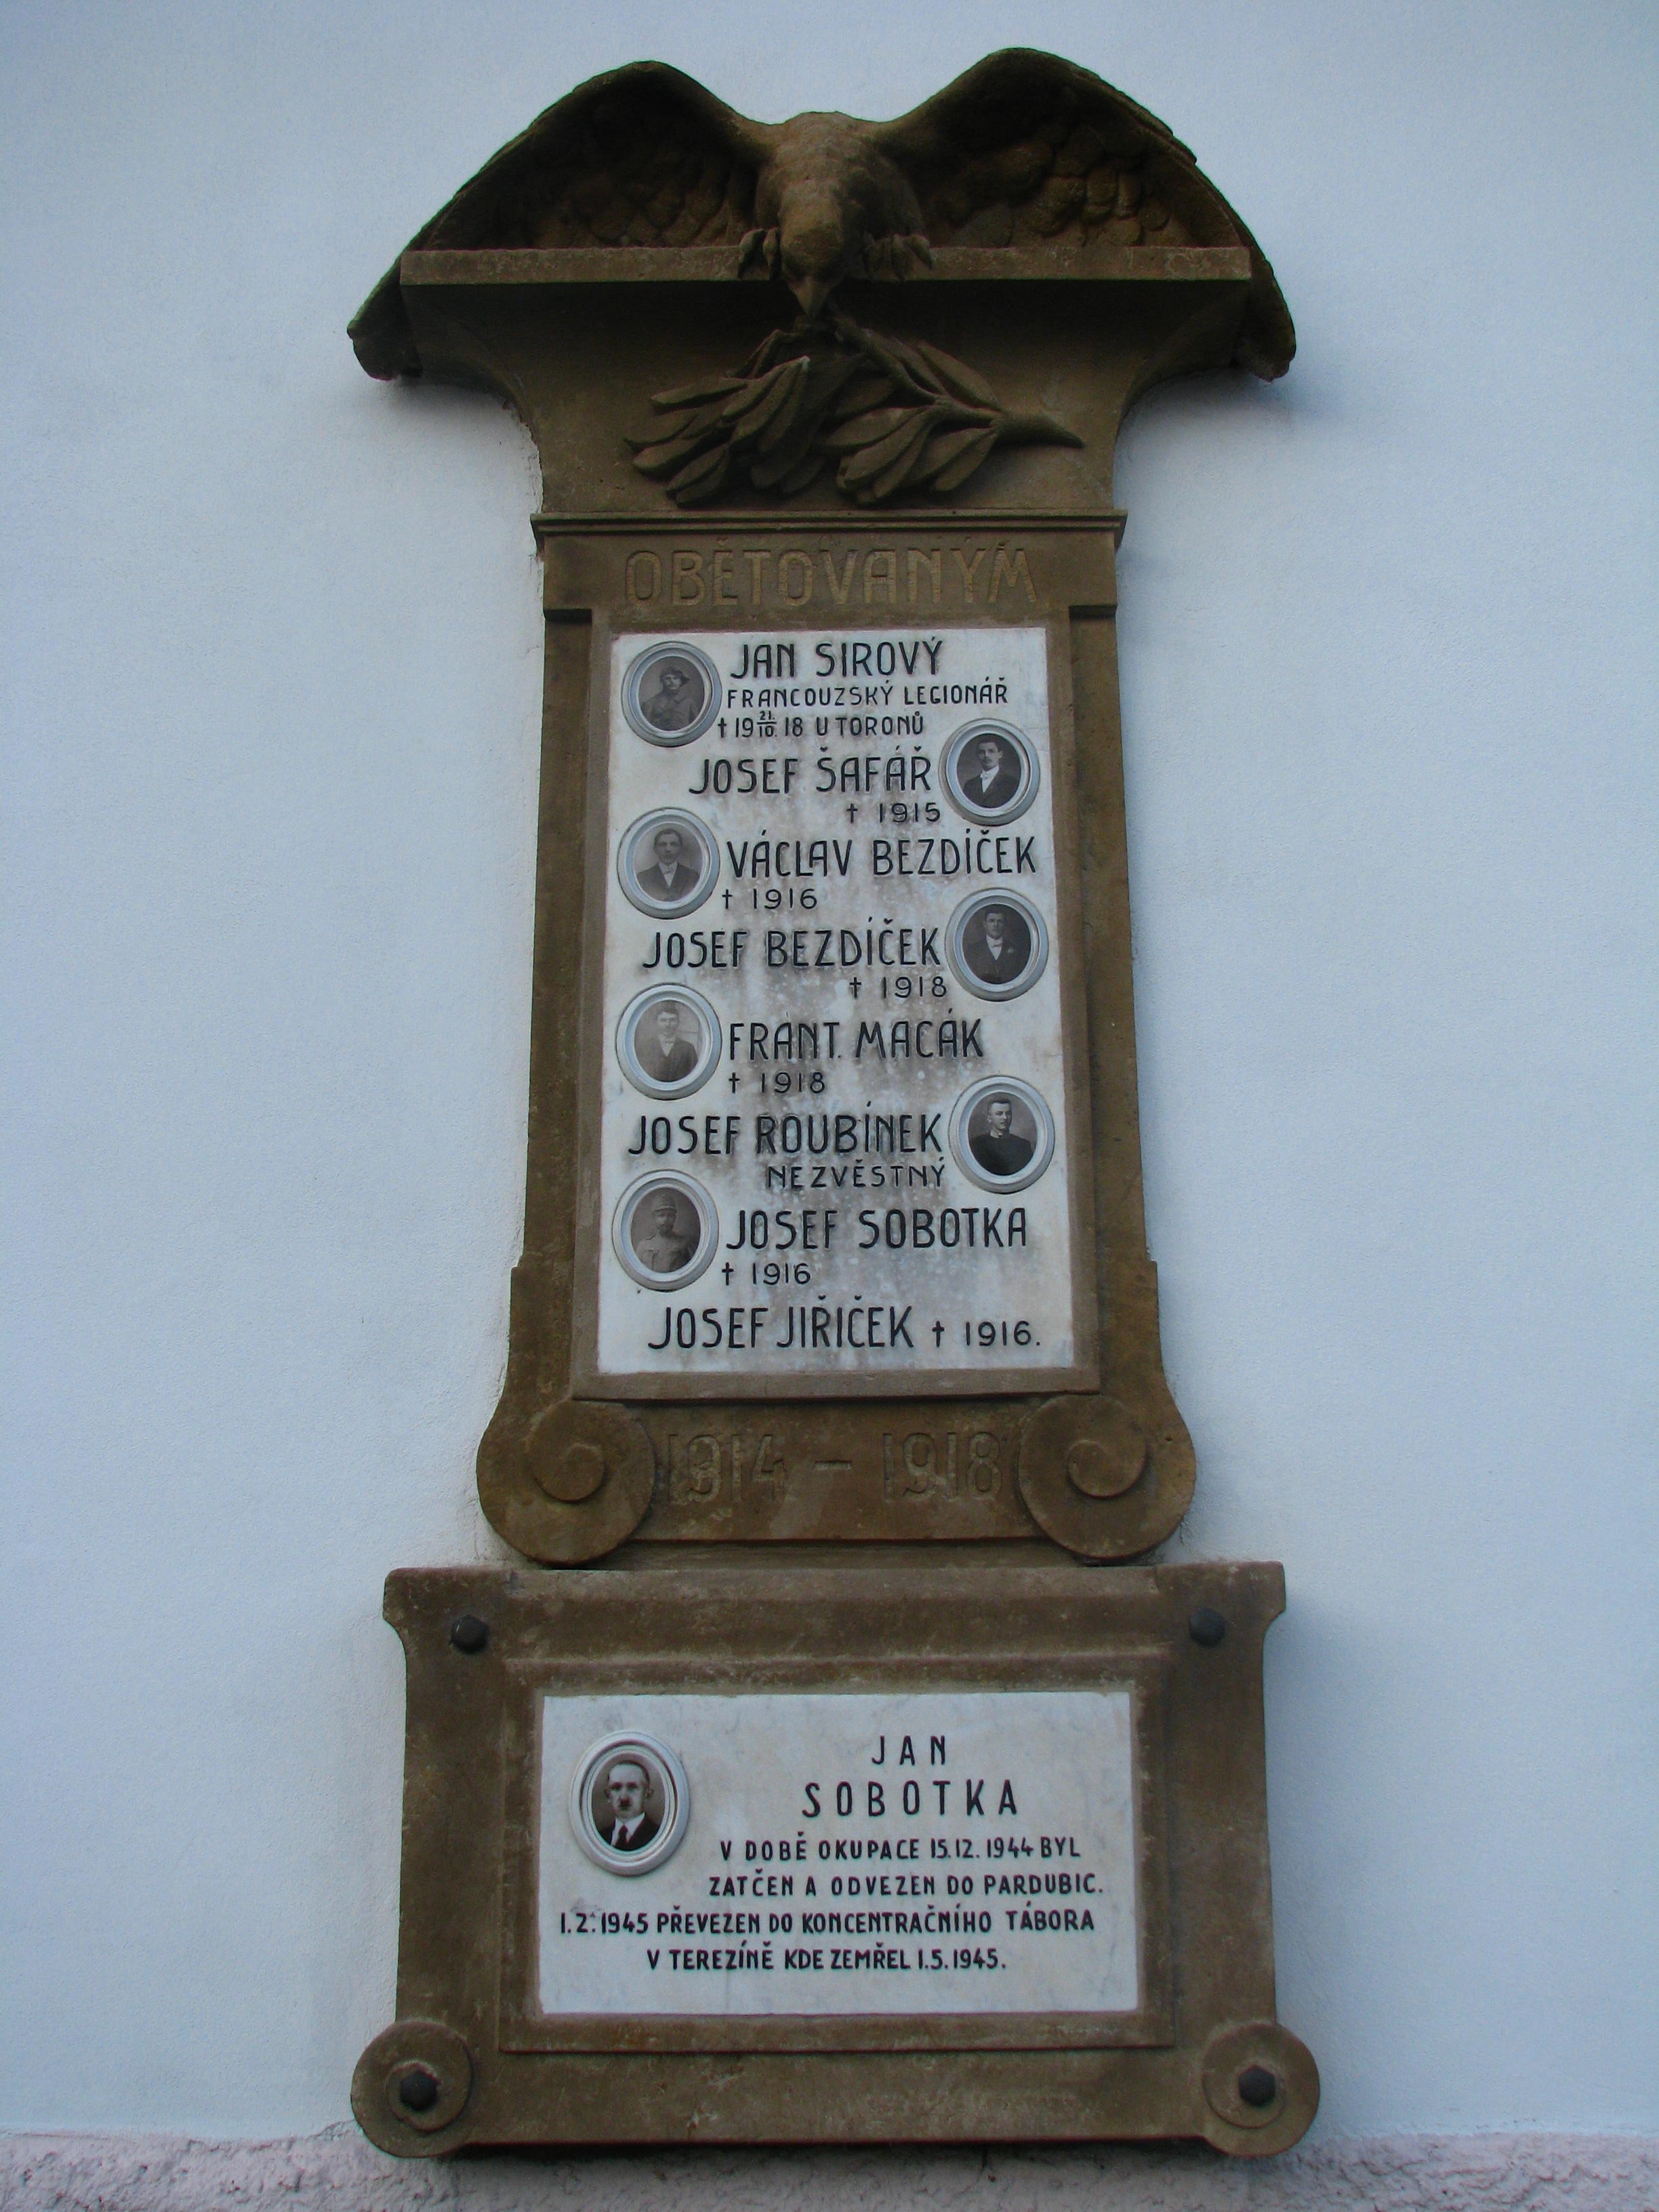 OBĚTOVANÝM
JAN SIROVÝ
FRANCOUZSKÝ LEGIONÁŘ
† 19 21./10. 18 U TORONŮ
JOSEF ŠAFÁŘ
† 1915
VÁCLAV BEZDÍČEK
† 1916
JOSEF BEZDÍČEK
† 1918
FRANT. MACÁK
† 1918
JOSEF ROUBÍNEK
NEZVĚSTNÝ
JOSEF SOBOTKA
† 1916
JOSEF JIŘIČEK † 1916.
1914 – 1918
JAN
SOBOTKA
V DOBĚ OKUPACE 15.12.1944 BYL
ZATČEN A ODVEZEN DO PARDUBIC.
1.2.1945 PŘEVEZEN DO KONCENTRAČNÍHO TÁBORA
V TEREZÍNĚ KDE ZEMŘEL 1.5.1945.